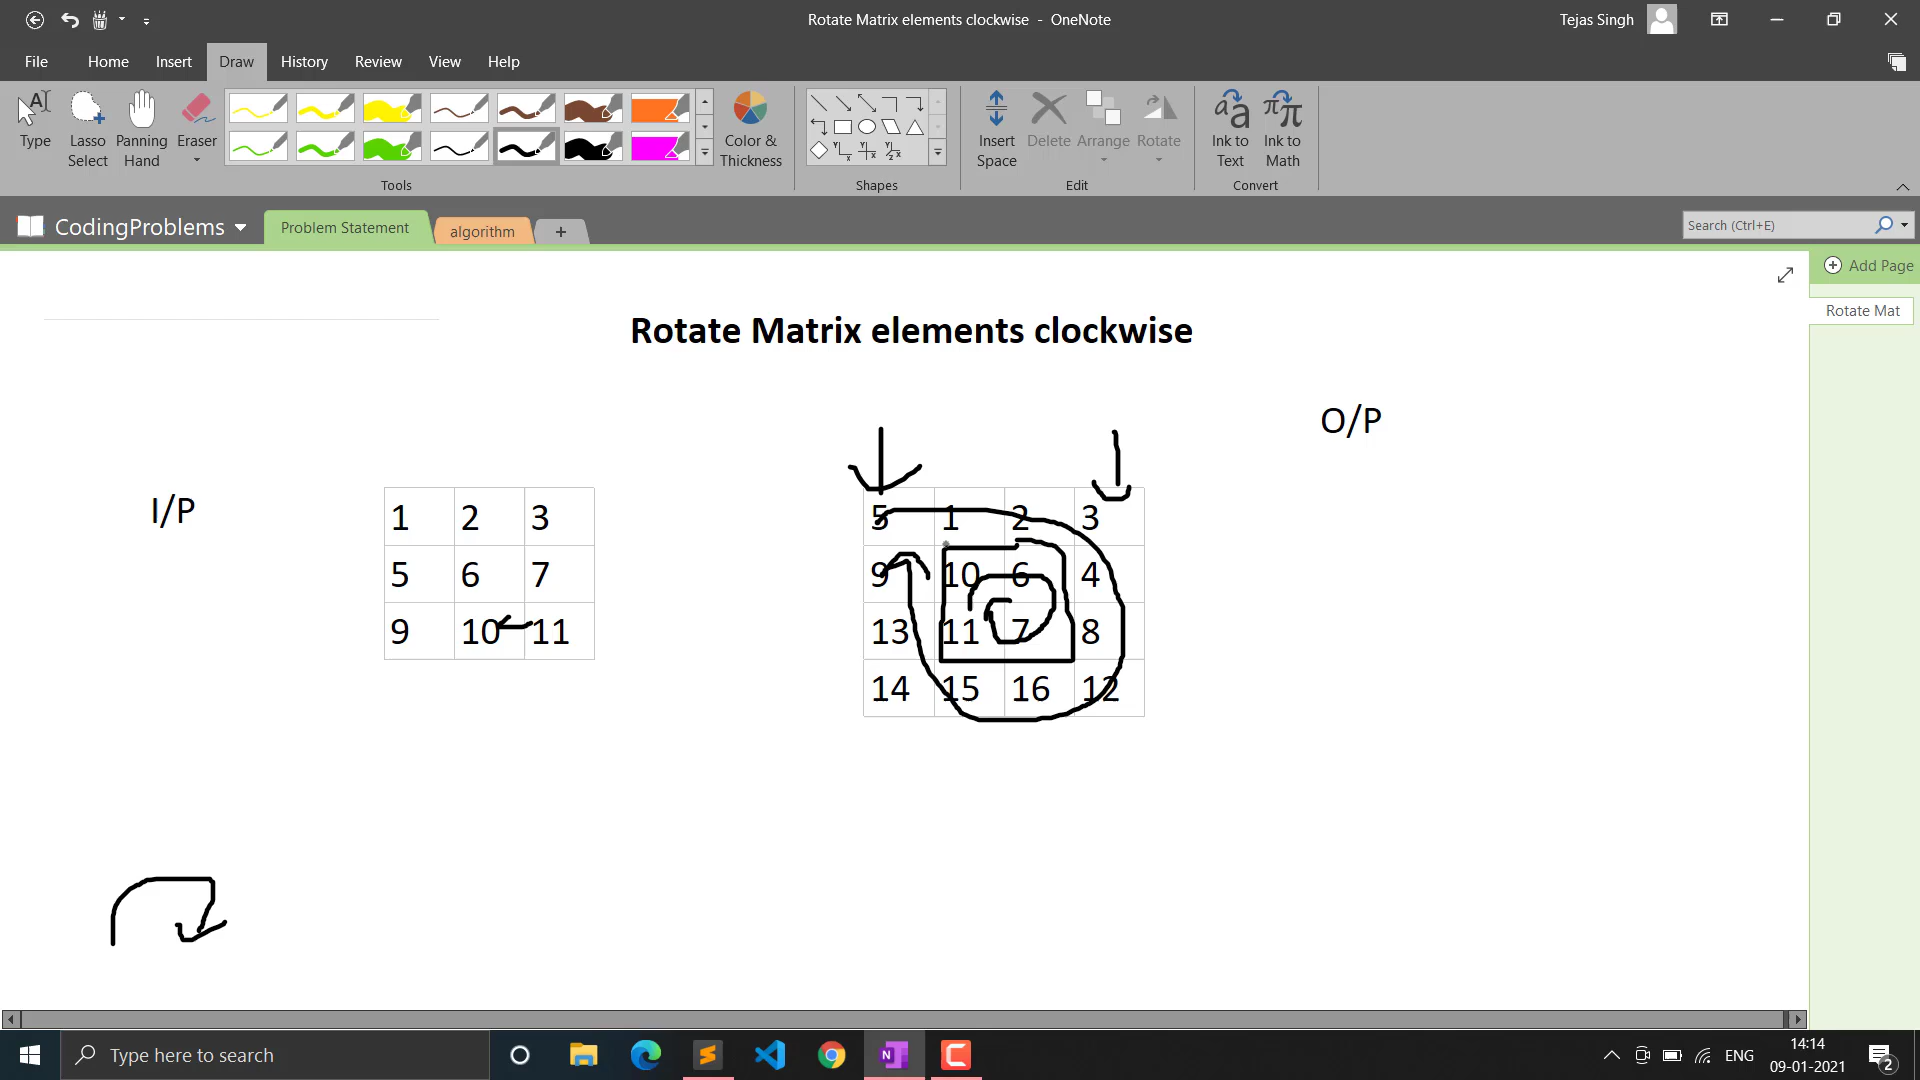 Rotate Matrix elements clockwise - OneNote
Tejas Singh
File Home Insert Draw History Review View Help
Type
Lasso Select
Panning Hand
Eraser
Color & Thickness
Insert Space
Delete
Arrange
Rotate
Ink to Text
Ink to Math
Tools
Shapes
Edit
Convert
CodingProblems
Problem Statement
algorithm
Search (Ctrl+E)
Add Page
Rotate Mat
Rotate Matrix elements clockwise
O/P
I/P
1 2 3
5 6 7
9 10 11
5 1 2 3
9 10 6 4
13 11 7 8
14 15 16 12
Type here to search
ENG
14:14
09-01-2021
2